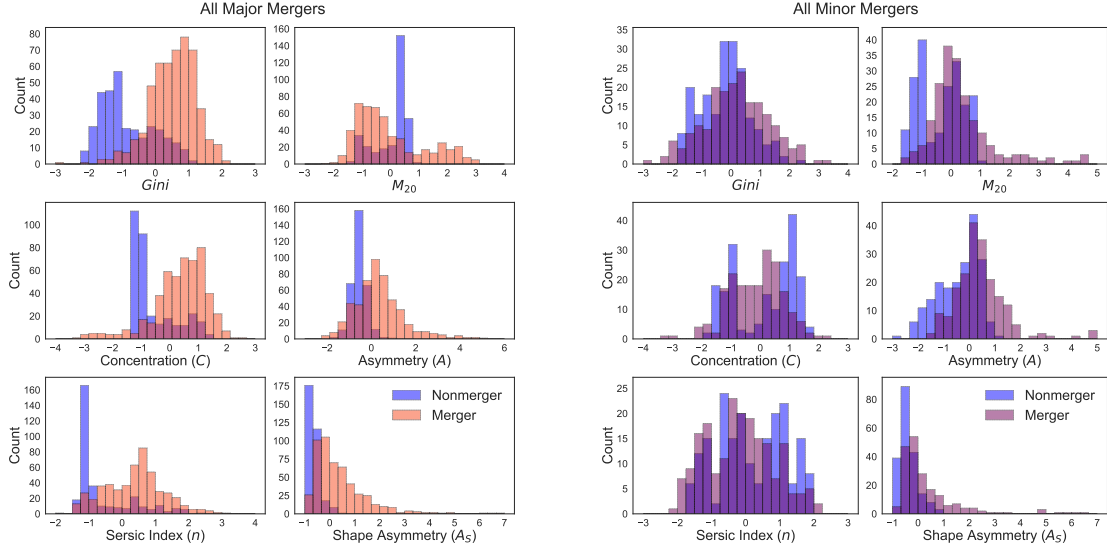 All Major Mergers
All Minor Mergers
80
70
60
50
40
30
20
10
0
Count
−3 −2 −1 0 1 2 3
Gini
160
140
120
100
80
60
40
20
0
−3 −2 −1 0 1 2 3 4
M20
35
30
25
20
15
10
5
0
Count
−3 −2 −1 0 1 2 3 4
Gini
40
35
30
25
20
15
10
5
0
−2 −1 0 1 2 3 4 5
M20
100
80
60
40
20
0
Count
−4 −3 −2 −1 0 1 2 3
Concentration (C)
160
140
120
100
80
60
40
20
0
−2 0 2 4 6
Asymmetry (A)
40
30
20
10
0
Count
−3 −2 −1 0 1 2 3
Concentration (C)
50
40
30
20
10
0
−3 −2 −1 0 1 2 3 4 5
Asymmetry (A)
160
140
120
100
80
60
40
20
0
Count
−2 −1 0 1 2 3 4
Sersic Index (n)
175
150
125
100
75
50
25
0
Nonmerger
Merger
−1 0 1 2 3 4 5 6 7
Shape Asymmetry (AS)
25
20
15
10
5
0
Count
−3 −2 −1 0 1 2 3
Sersic Index (n)
80
60
40
20
0
Nonmerger
Merger
−1 0 1 2 3 4 5 6 7
Shape Asymmetry (AS)